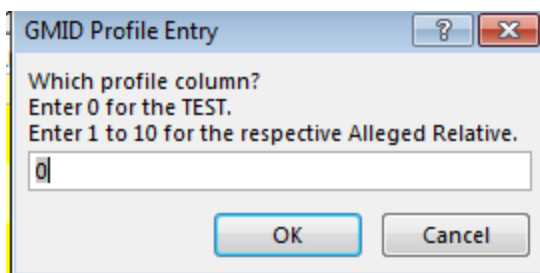 GMID Profile Entry
Which profile column?
Enter 0 for the TEST.
Enter 1 to 10 for the respective Alleged Relative.
0
OK Cancel